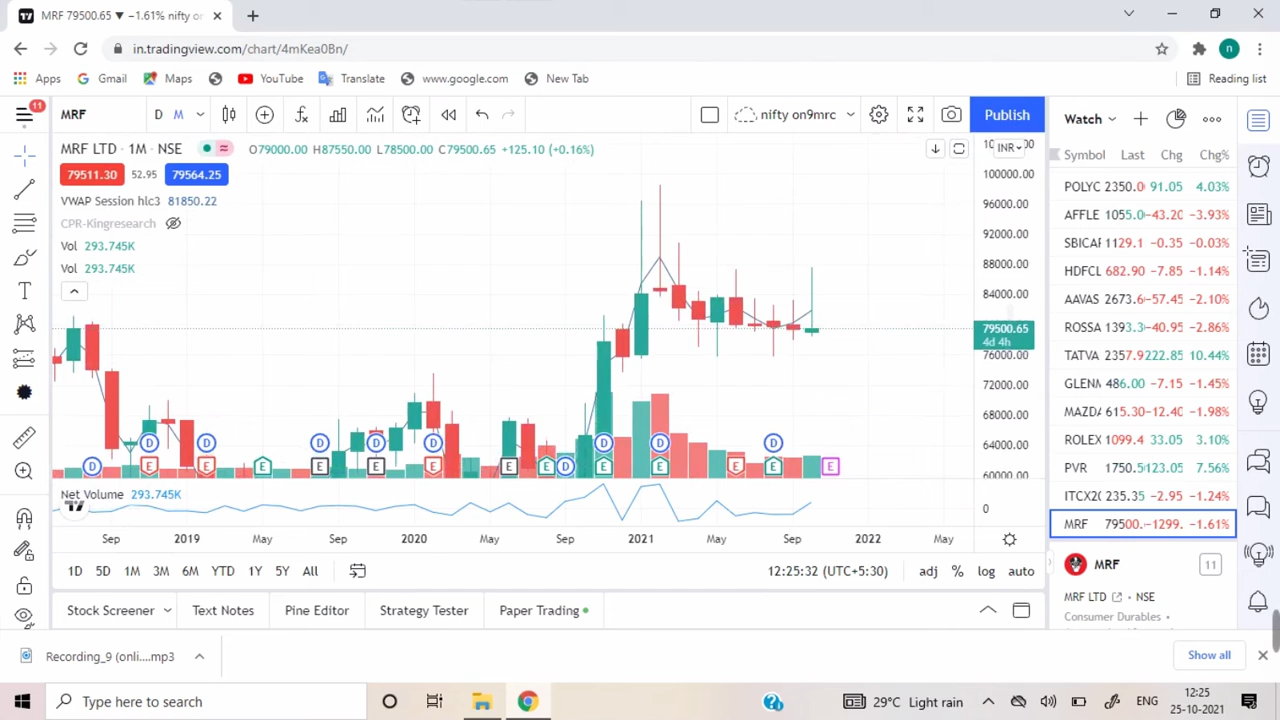 MRF 79500.65 ▼ −1.61% nifty on
in.tradingview.com/chart/4mKea0Bn/
n
Apps Gmail Maps YouTube Translate www.google.com New Tab Reading list
11 MRF D M nifty on9mrc Publish Watch
MRF LTD · 1M · NSE O79000.00 H87550.00 L78500.00 C79500.65 +125.10 (+0.16%) INR
79511.30 52.95 79564.25
VWAP Session hlc3 81850.22
CPR-Kingresearch
Vol 293.745K
Vol 293.745K
100000.00
96000.00
92000.00
88000.00
84000.00
79500.65
4d 4h
76000.00
72000.00
68000.00
64000.00
60000.00
D D D D D D D D D
E E E E E E E E E E E E
Net Volume 293.745K
0
Sep 2019 May Sep 2020 May Sep 2021 May Sep 2022 May
1D 5D 1M 3M 6M YTD 1Y 5Y All 12:25:32 (UTC+5:30) adj % log auto
Stock Screener Text Notes Pine Editor Strategy Tester Paper Trading
Symbol Last Chg Chg%
POLYC 2350.0 91.05 4.03%
AFFLE 1055.0 −43.20 −3.93%
SBICAF 1129.1 −0.35 −0.03%
HDFCL 682.90 −7.85 −1.14%
AAVAS 2673.6 −57.45 −2.10%
ROSSA 1393.3 −40.95 −2.86%
TATVA 2357.9 222.85 10.44%
GLENM 486.00 −7.15 −1.45%
MAZDA 615.30 −12.40 −1.98%
ROLEX 1099.4 33.05 3.10%
PVR 1750.5 123.05 7.56%
ITCX20 235.35 −2.95 −1.24%
MRF 79500. −1299. −1.61%
MRF 11
MRF LTD · NSE
Consumer Durables •
Recording_9 (onli....mp3 Show all
Type here to search 29°C Light rain ENG 12:25
25-10-2021